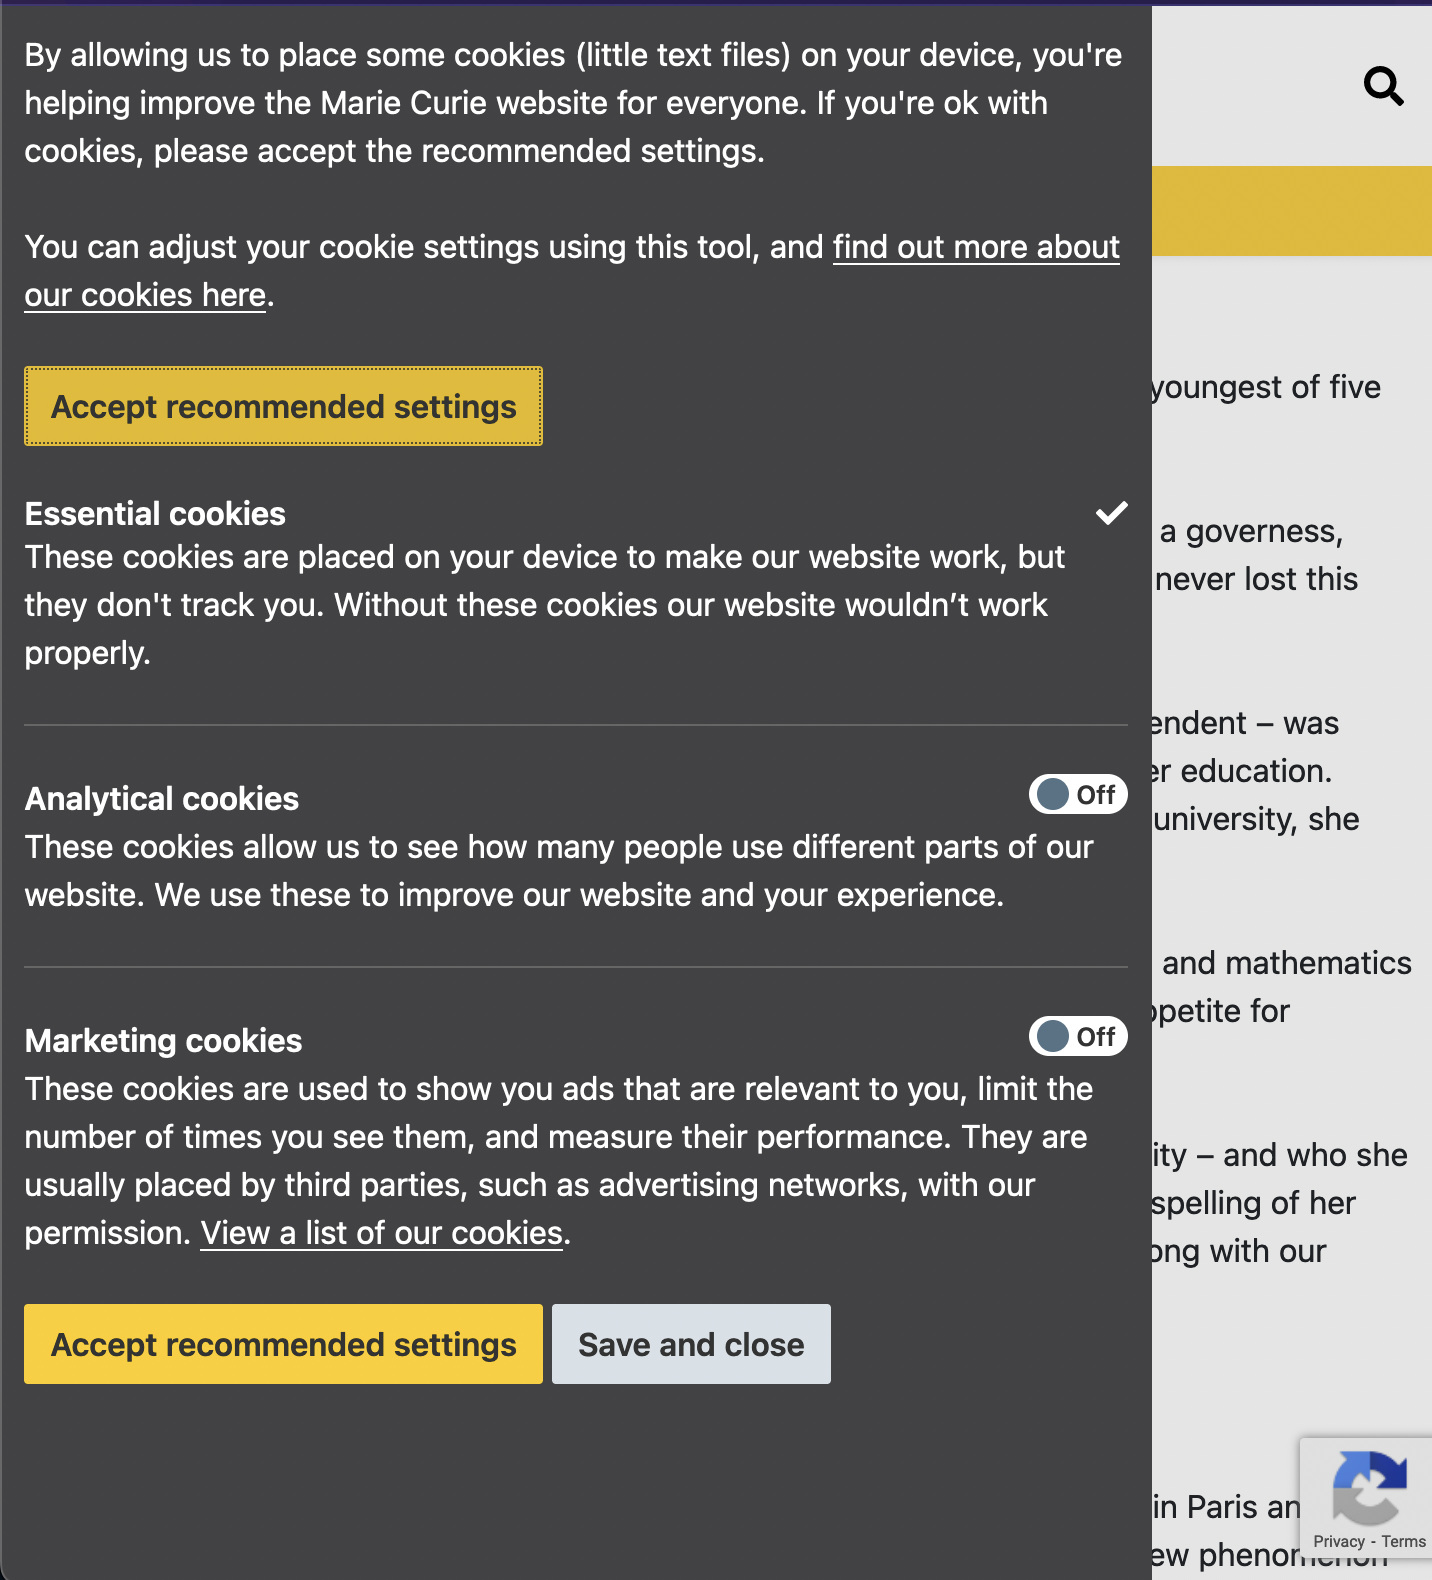 By allowing us to place some cookies (little text files) on your device, you're
helping improve the Marie Curie website for everyone. If you're ok with
cookies, please accept the recommended settings.
You can adjust your cookie settings using this tool, and find out more about
our cookies here.
Accept recommended settings
Essential cookies
These cookies are placed on your device to make our website work, but
they don't track you. Without these cookies our website wouldn’t work
properly.
Analytical cookies
Off
These cookies allow us to see how many people use different parts of our
website. We use these to improve our website and your experience.
Marketing cookies
Off
These cookies are used to show you ads that are relevant to you, limit the
number of times you see them, and measure their performance. They are
usually placed by third parties, such as advertising networks, with our
permission. View a list of our cookies.
Accept recommended settings
Save and close
youngest of five
a governess,
never lost this
endent – was
er education.
university, she
and mathematics
petite for
ity – and who she
spelling of her
ong with our
in Paris an
ew phenomenon
Privacy - Terms